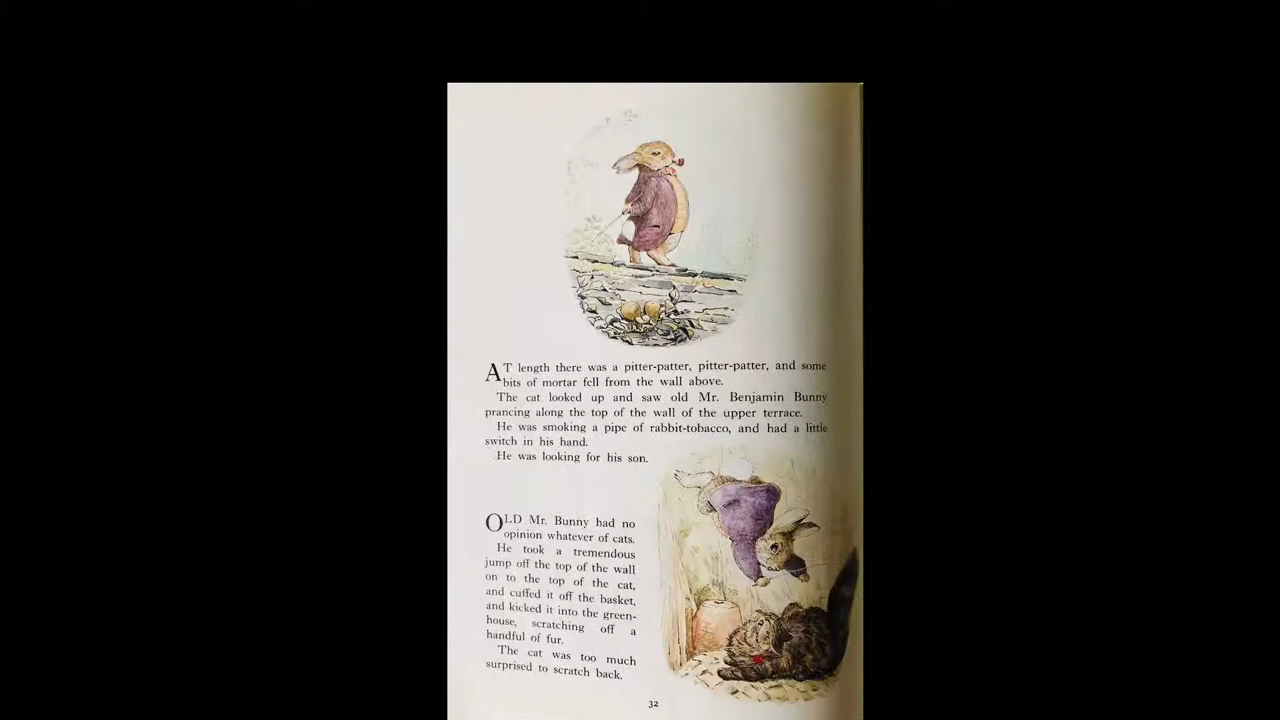 AT length there was a pitter-patter, pitter-patter, and some
bits of mortar fell from the wall above.
The cat looked up and saw old Mr. Benjamin Bunny
prancing along the top of the wall of the upper terrace.
He was smoking a pipe of rabbit-tobacco, and had a little
switch in his hand.
He was looking for his son.
OLD Mr. Bunny had no
opinion whatever of cats.
He took a tremendous
jump off the top of the wall
on to the top of the cat,
and cuffed it off the basket,
and kicked it into the green-
house, scratching off a
handful of fur.
The cat was too much
surprised to scratch back.
32